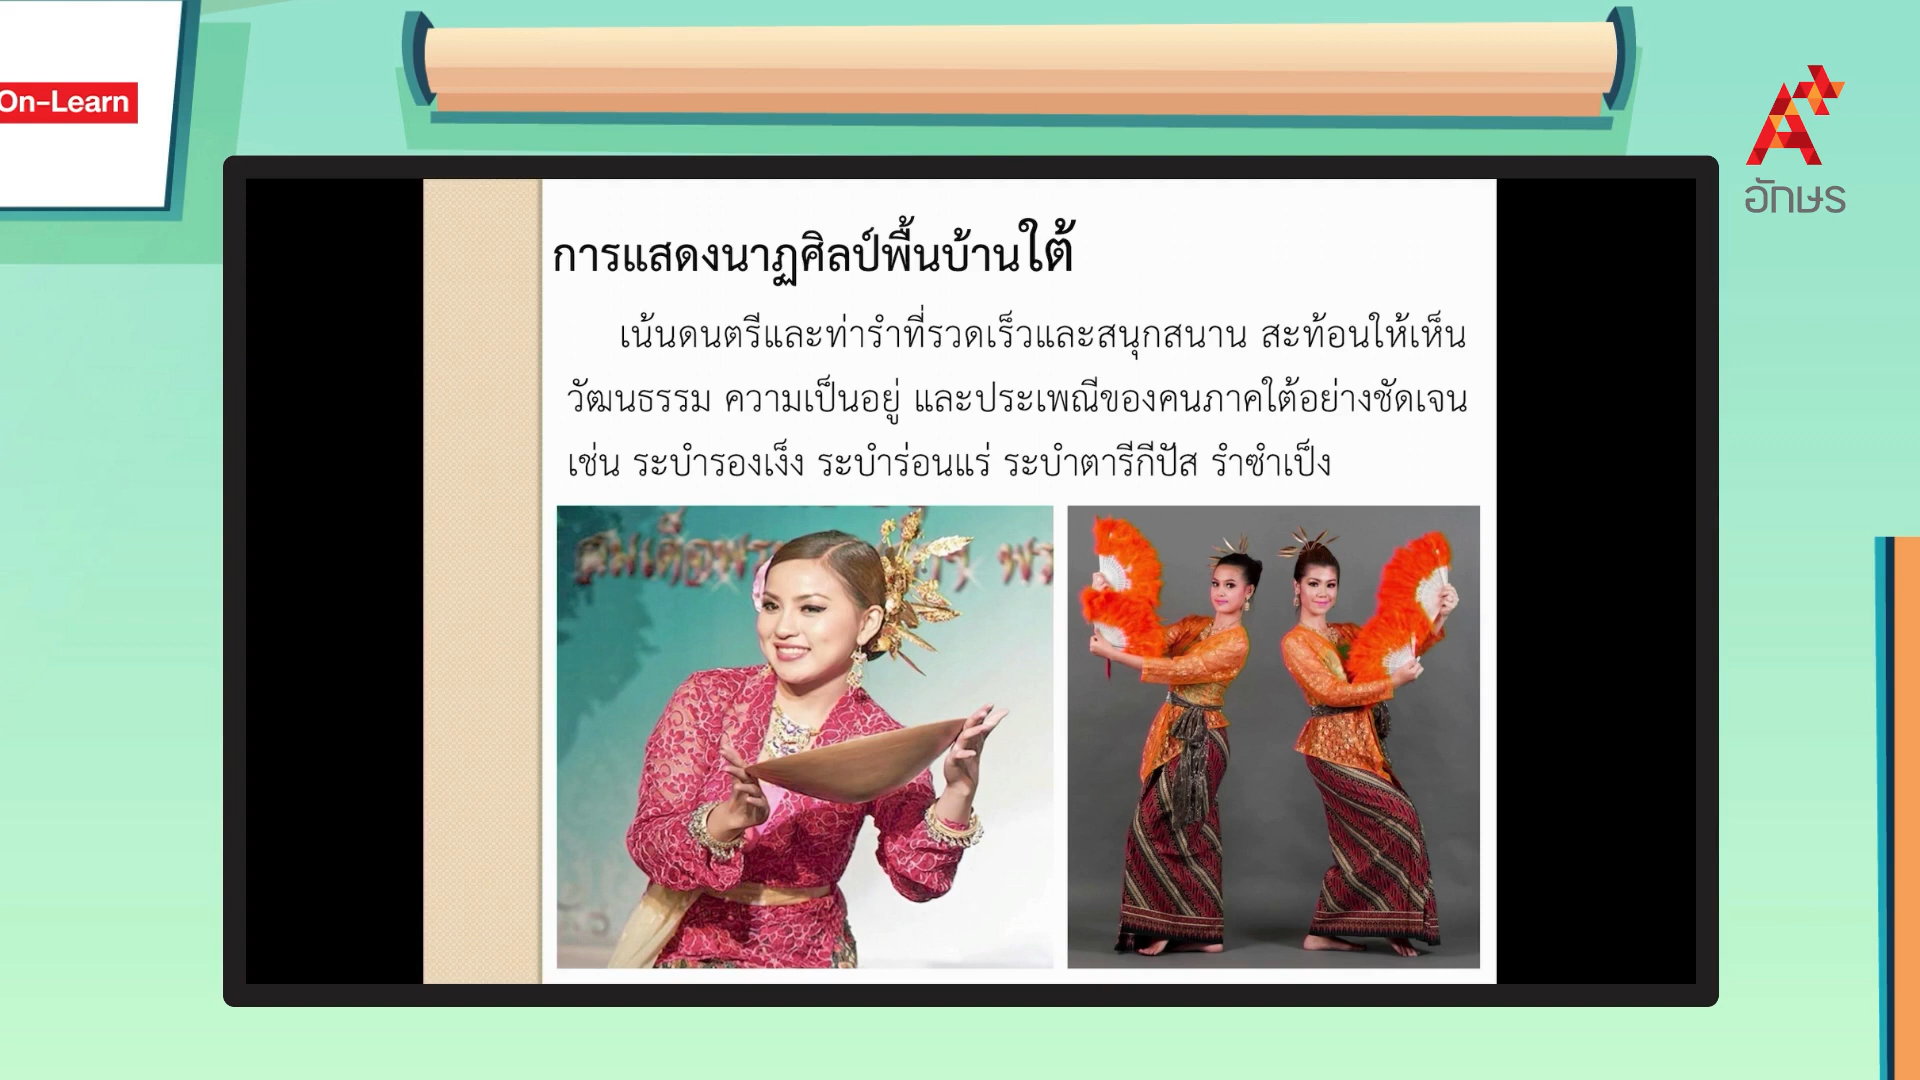 On-Learn
อักษร
การแสดงนาฏศิลป์พื้นบ้านใต้
เน้นดนตรีและท่ารำที่รวดเร็วและสนุกสนาน สะท้อนให้เห็น
วัฒนธรรม ความเป็นอยู่ และประเพณีของคนภาคใต้อย่างชัดเจน
เช่น ระบำรองเง็ง ระบำร่อนแร่ ระบำตารีกีปัส รำซำเป็ง